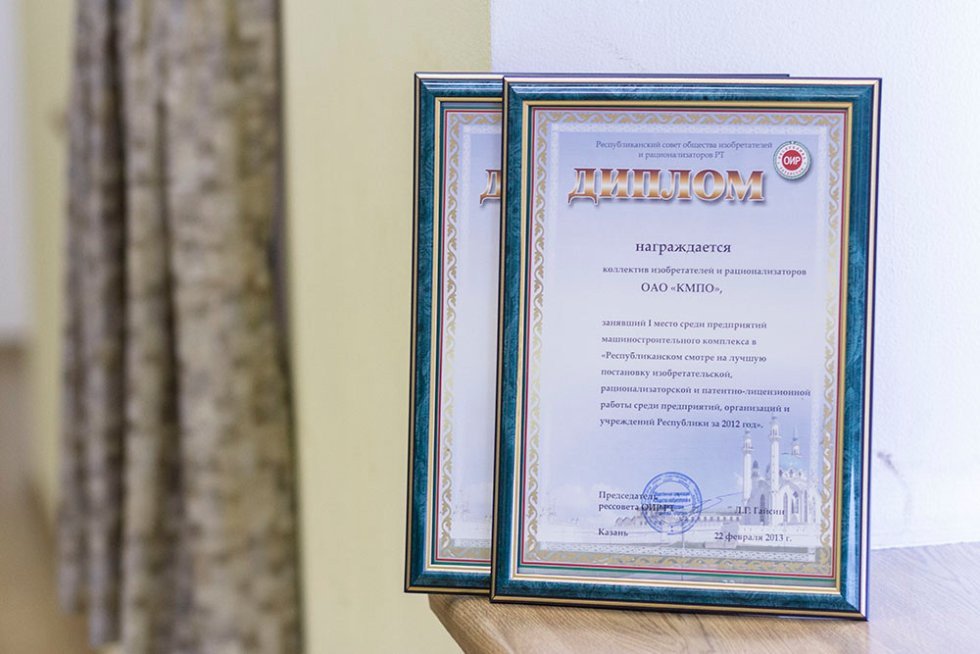 Республиканский совет общества изобретателей
и рационализаторов РТ
ОИР
ДИПЛОМ
награждается
коллектив изобретателей и рационализаторов
ОАО «КМПО»,
занявший I место среди предприятий
машиностроительного комплекса в
«Республиканском смотре на лучшую
постановку изобретательской,
рационализаторской и патентно-лицензионной
работы среди предприятий, организаций и
учреждений Республики за 2012 год».
Председатель
рессовета ОИР РТ
Д.Г. Гайсин
Казань
22 февраля 2013 г.
Д